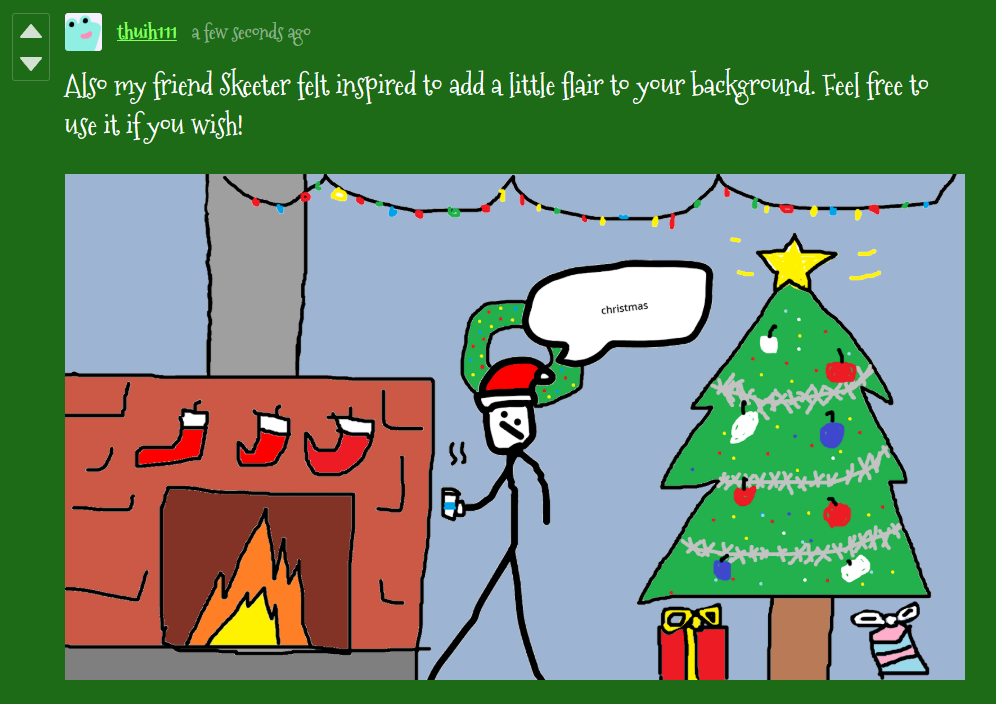 thuih111 a few seconds ago
Also my friend Skeeter felt inspired to add a little flair to your background. Feel free to
use it if you wish!
christmas